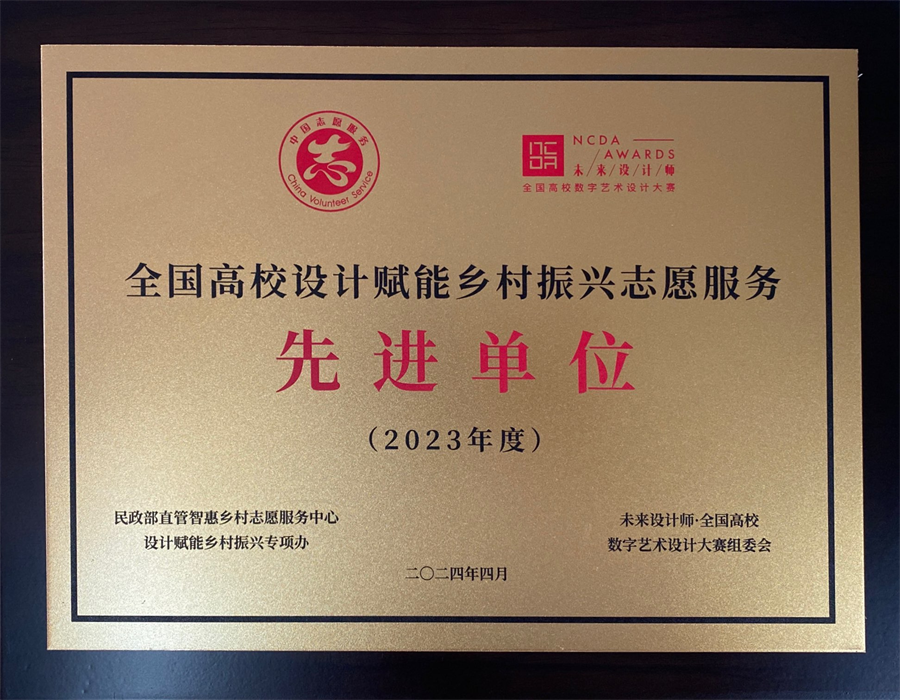 中国志愿服务
志
China Volunteer Service
NCDA
NCDA
AWARDS
未来设计师
全国高校数字艺术设计大赛
全国高校设计赋能乡村振兴志愿服务
先进单位
（2023年度）
民政部直管智惠乡村志愿服务中心
设计赋能乡村振兴专项办
未来设计师·全国高校
数字艺术设计大赛组委会
二〇二四年四月